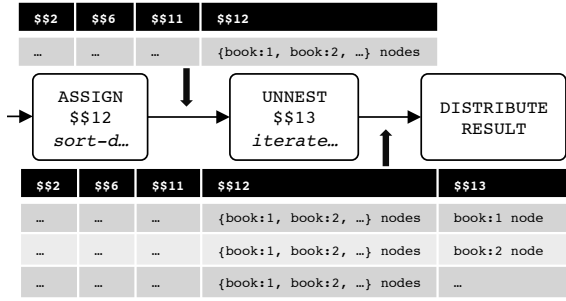 $$2 $$6 $$11 $$12
… … … {book:1, book:2, …} nodes
ASSIGN
$$12
sort-d…
UNNEST
$$13
iterate…
DISTRIBUTE
RESULT
$$2 $$6 $$11 $$12 $$13
… … … {book:1, book:2, …} nodes book:1 node
… … … {book:1, book:2, …} nodes book:2 node
… … … {book:1, book:2, …} nodes …